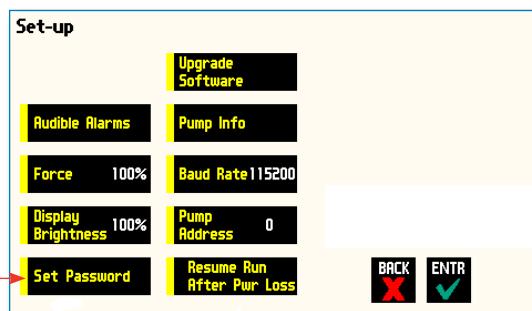 Set-up
Upgrade
Software
Audible Alarms
Pump Info
Force 100%
Baud Rate 115200
Display
Brightness 100%
Pump
Address 0
Set Password
Resume Run
After Pwr Loss
BACK
ENTR